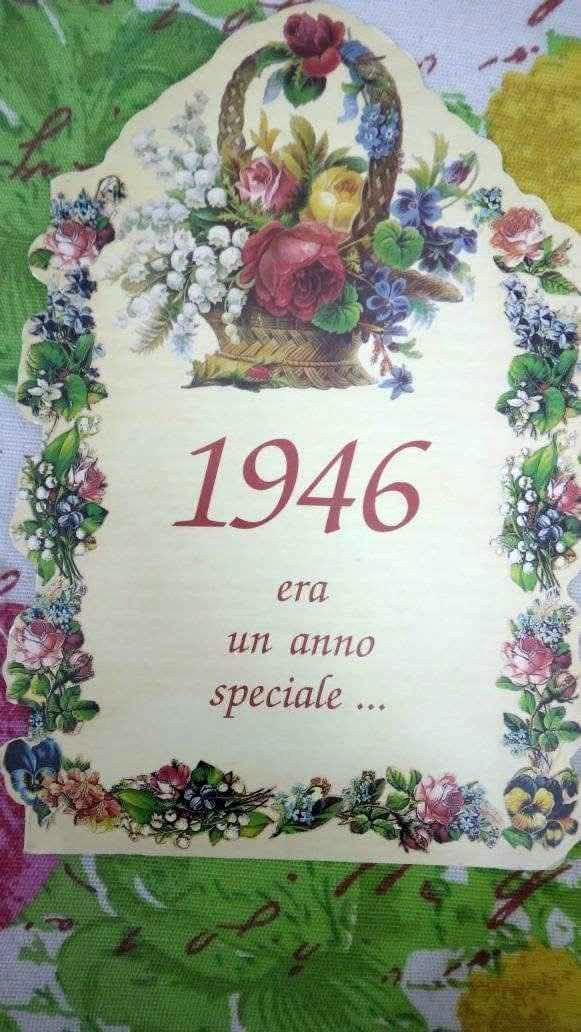 1946
era
un anno
speciale ...